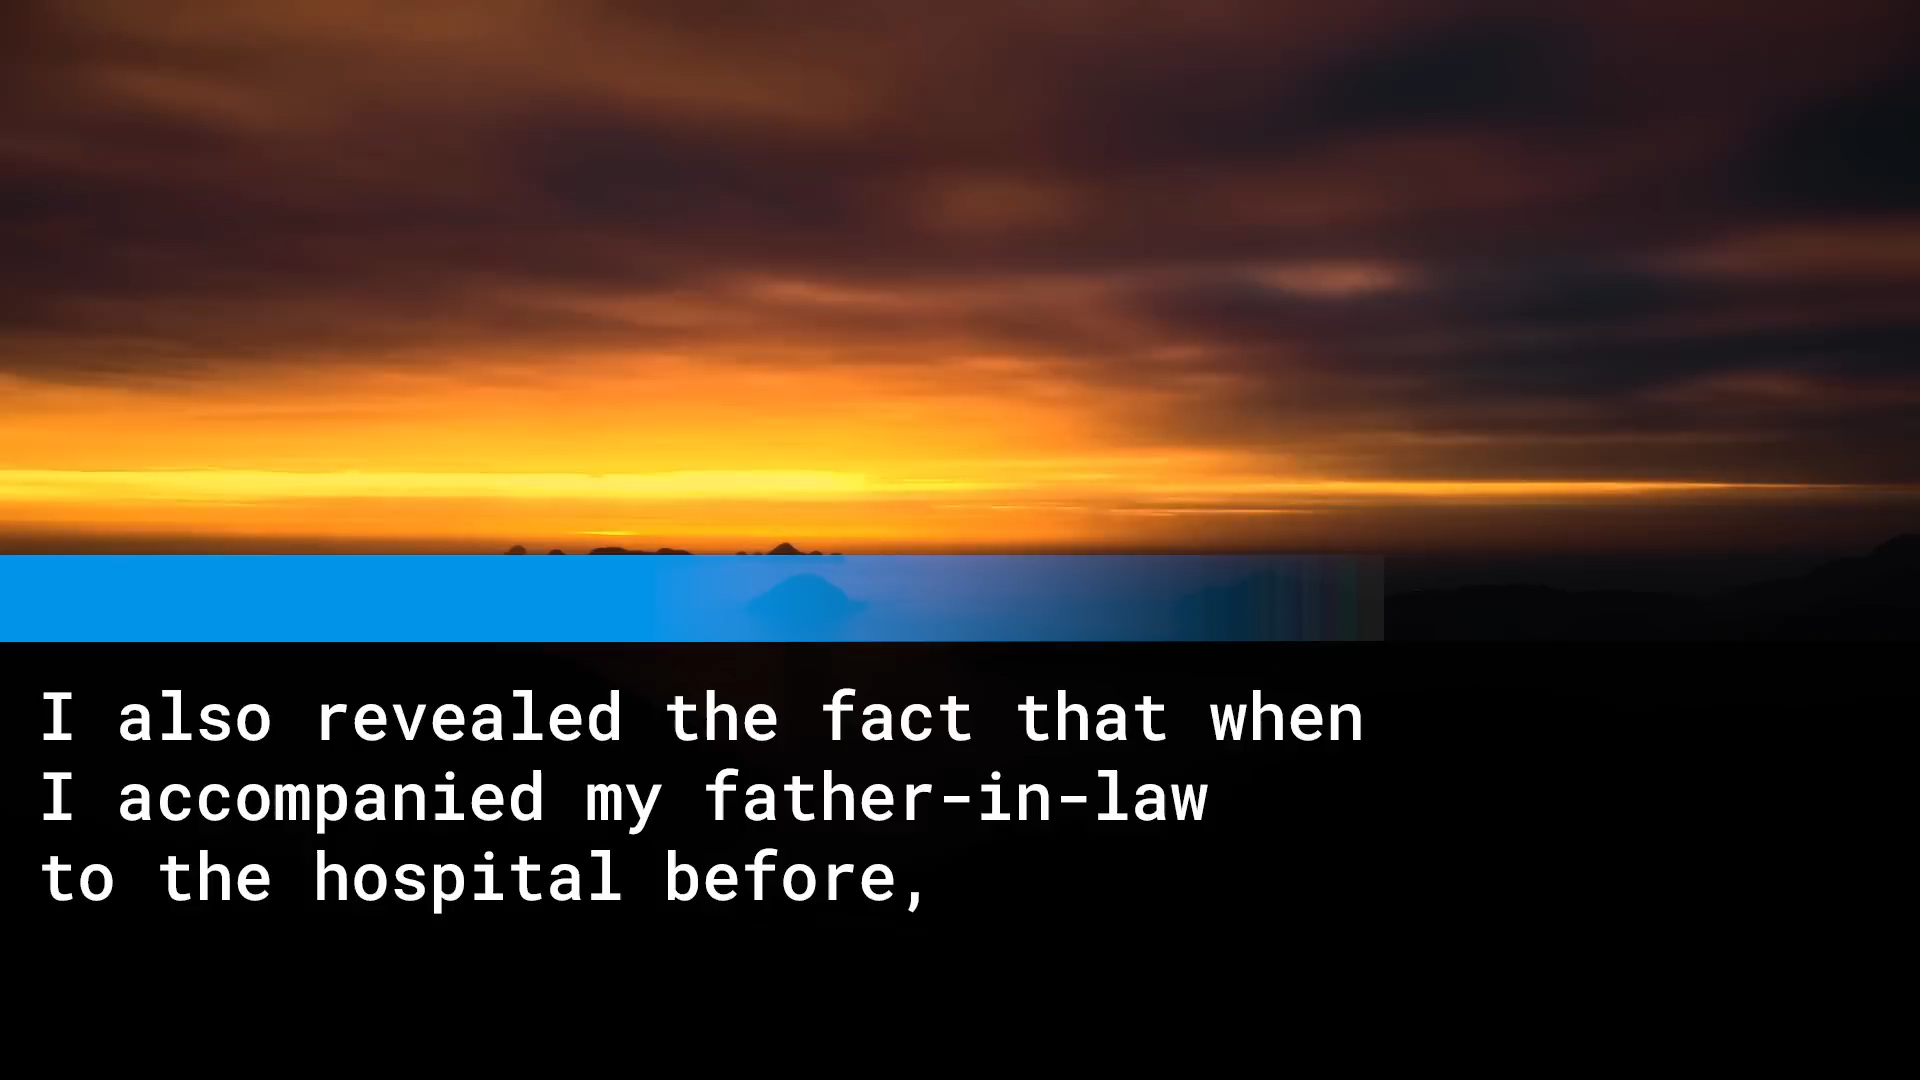 I also revealed the fact that when
I accompanied my father-in-law
to the hospital before,